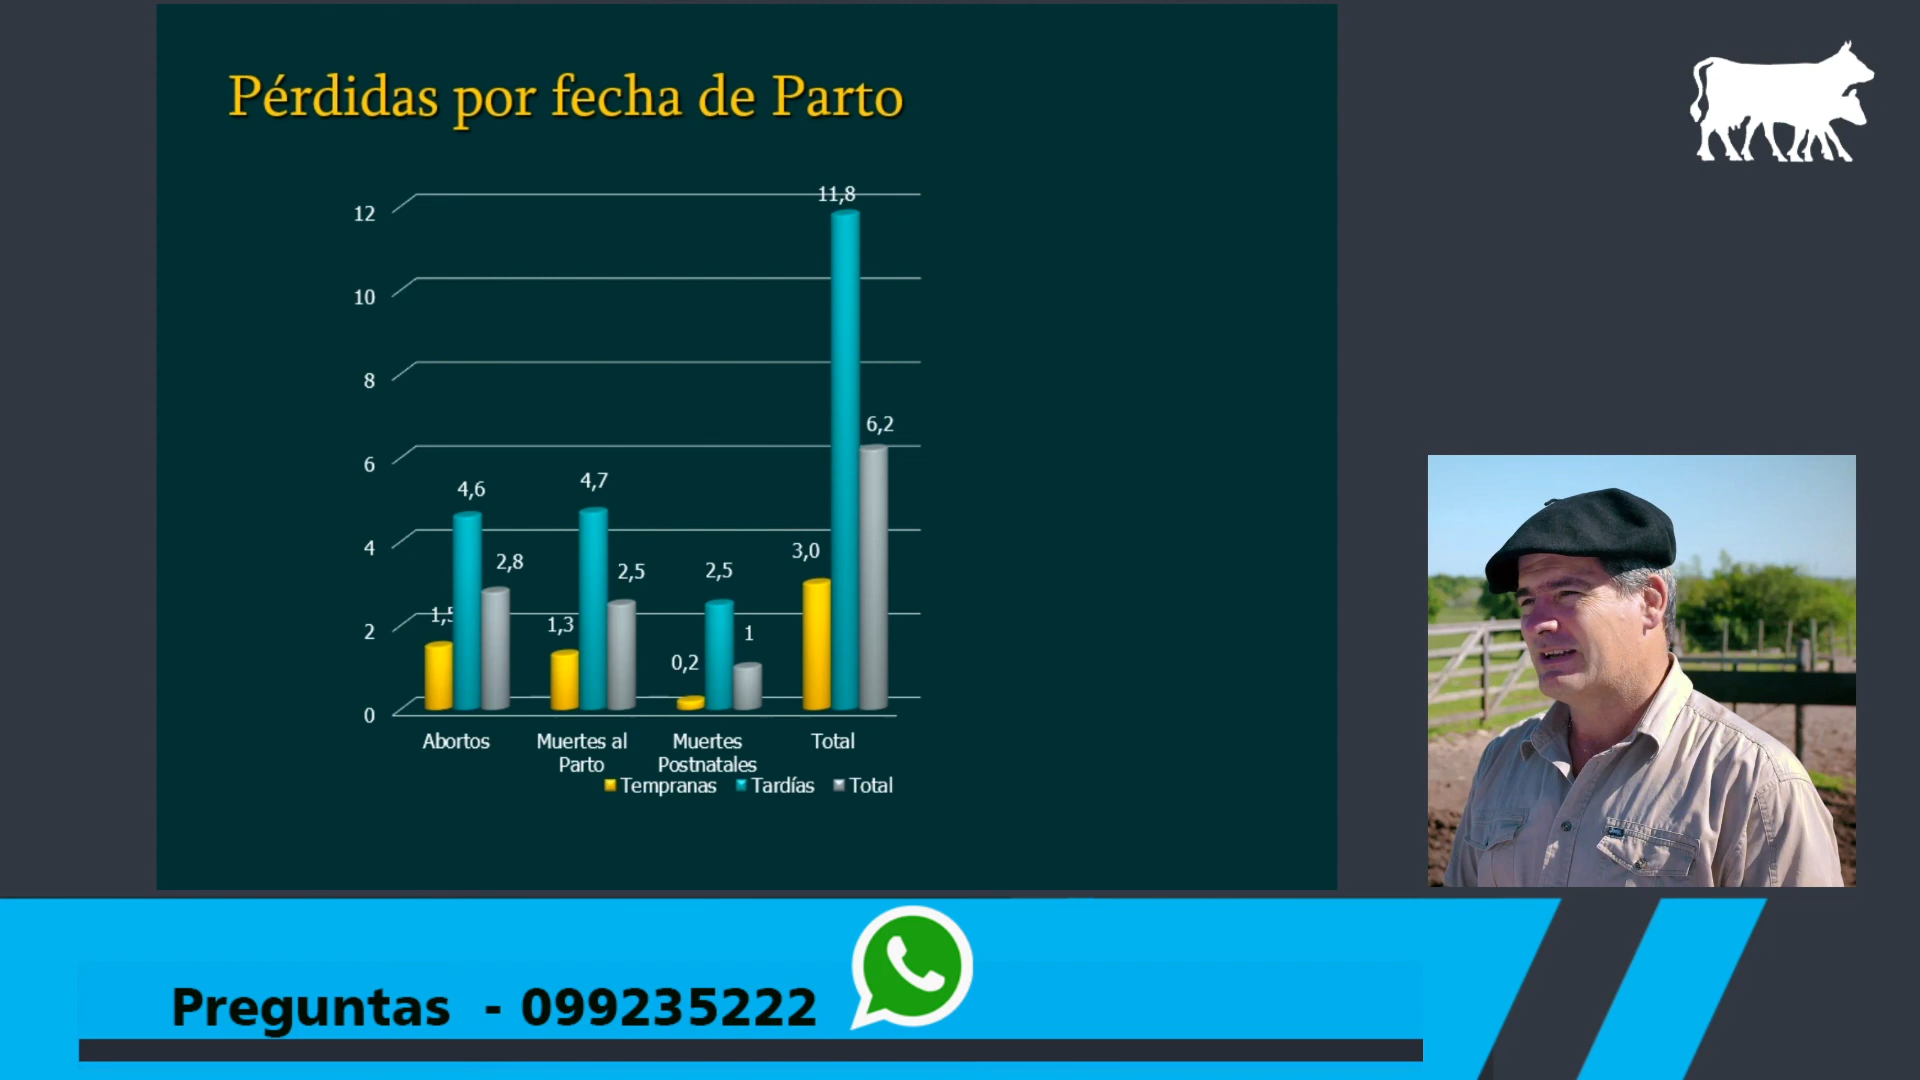 Pérdidas por fecha de Parto
11,8
12
10
8
6,2
6
4,6
4,7
4
2,8
2,5
2,5
3,0
2
1,5
1,3
0,2
1
0
Abortos
Muertes al
Parto
Muertes
Postnatales
Total
Tempranas Tardías Total
Preguntas - 099235222